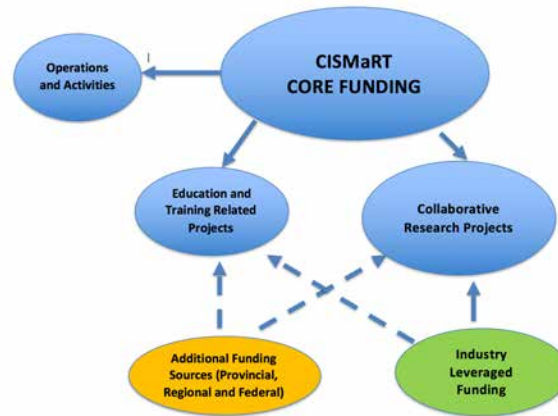 CISMaRT
CORE FUNDING
Operations
and Activities
Education and
Training Related
Projects
Collaborative
Research Projects
Additional Funding
Sources (Provincial,
Regional and Federal)
Industry
Leveraged
Funding